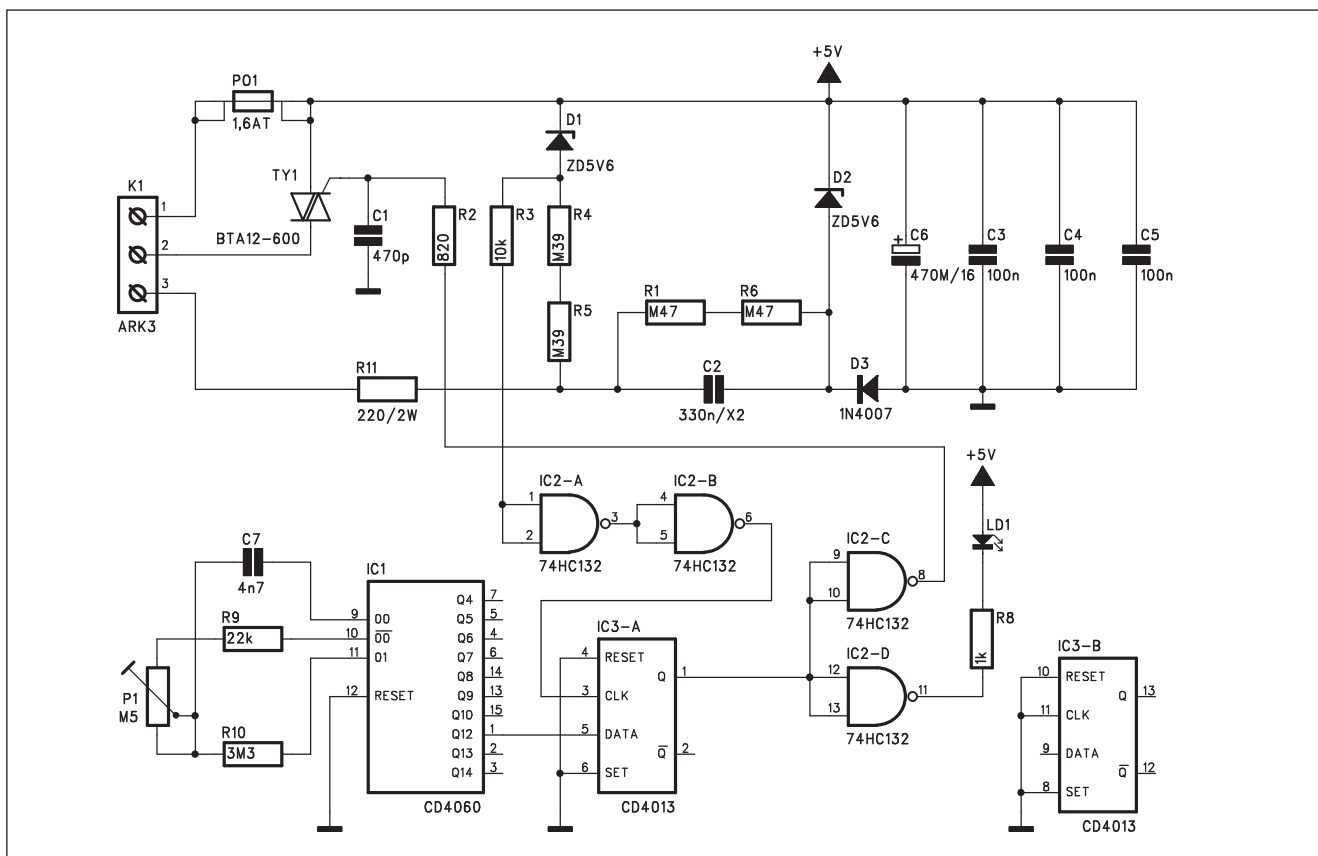 +5V
PO1
1,6AT
D1
ZD5V6
TY1
K1
1
2
3
ARK3
BTA12-600
C1
470p
R2
820
R3
10k
R4
M39
R5
M39
D2
ZD5V6
+
C6
470M/16
C3
100n
C4
100n
C5
100n
R1
M47
R6
M47
R11
220/2W
C2
330n/X2
D3
1N4007
IC2-A
1
2
3
74HC132
IC2-B
4
5
6
74HC132
+5V
LD1
R8
1k
IC2-C
9
10
8
74HC132
IC2-D
12
13
11
74HC132
C7
4n7
R9
22k
P1
M5
R10
3M3
IC1
9 OO
10 OO
11 O1
12 RESET
Q4 7
Q5 5
Q6 4
Q7 6
Q8 14
Q9 13
Q10 15
Q12 1
Q13 2
Q14 3
CD4060
IC3-A
4 RESET
3 CLK
5 DATA
6 SET
Q 1
Q 2
CD4013
IC3-B
10 RESET
11 CLK
9 DATA
8 SET
Q 13
Q 12
CD4013